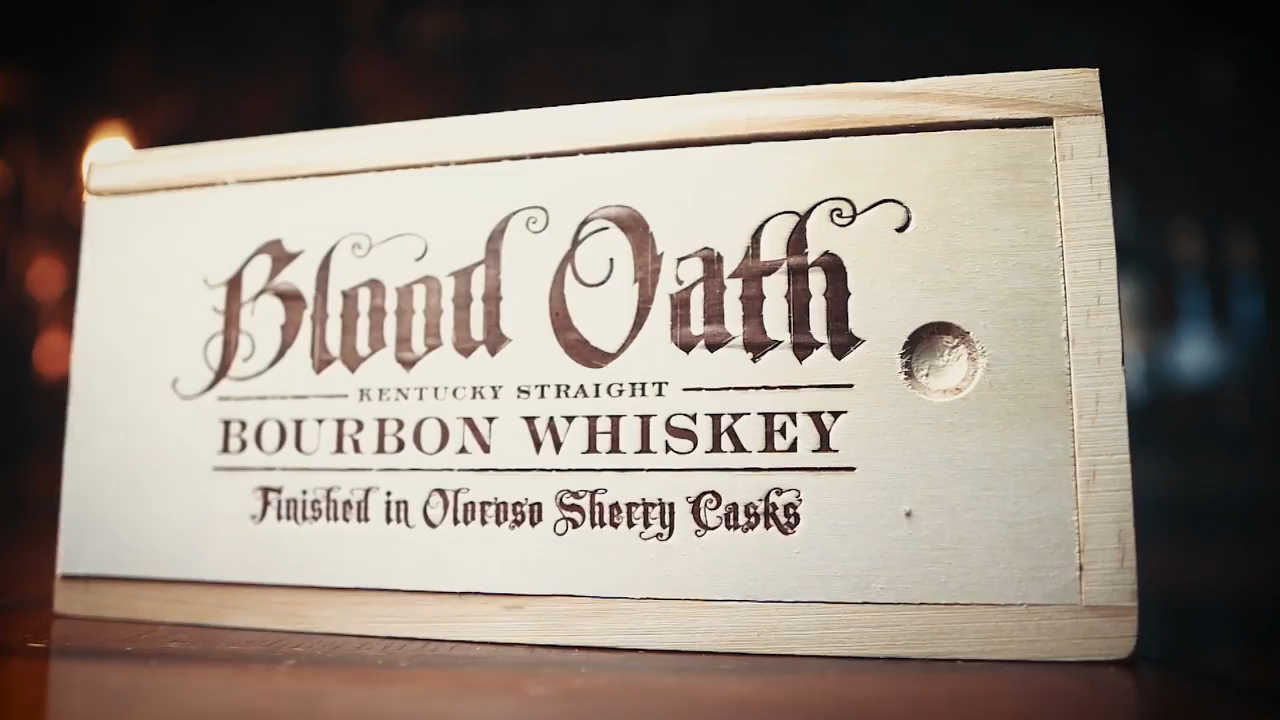 Blood Oath
KENTUCKY STRAIGHT
BOURBON WHISKEY
Finished in Oloroso Sherry Casks